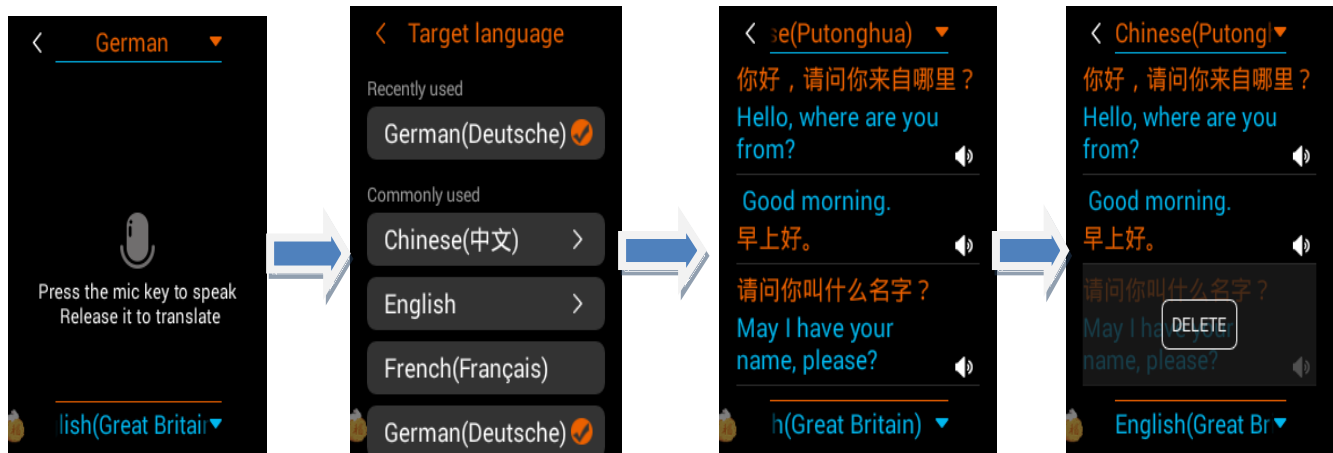 German
Press the mic key to speak
Release it to translate
lish(Great Britain
Target language
Recently used
German(Deutsche)
Commonly used
Chinese(中文)
English
French(Français)
German(Deutsche)
se(Putonghua)
你好，请问你来自哪里？
Hello, where are you
from?
Good morning.
早上好。
请问你叫什么名字？
May I have your
name, please?
h(Great Britain)
Chinese(Putongl
你好，请问你来自哪里？
Hello, where are you
from?
Good morning.
早上好。
请问你叫什么名字？
May I have your
name, please?
DELETE
English(Great Br